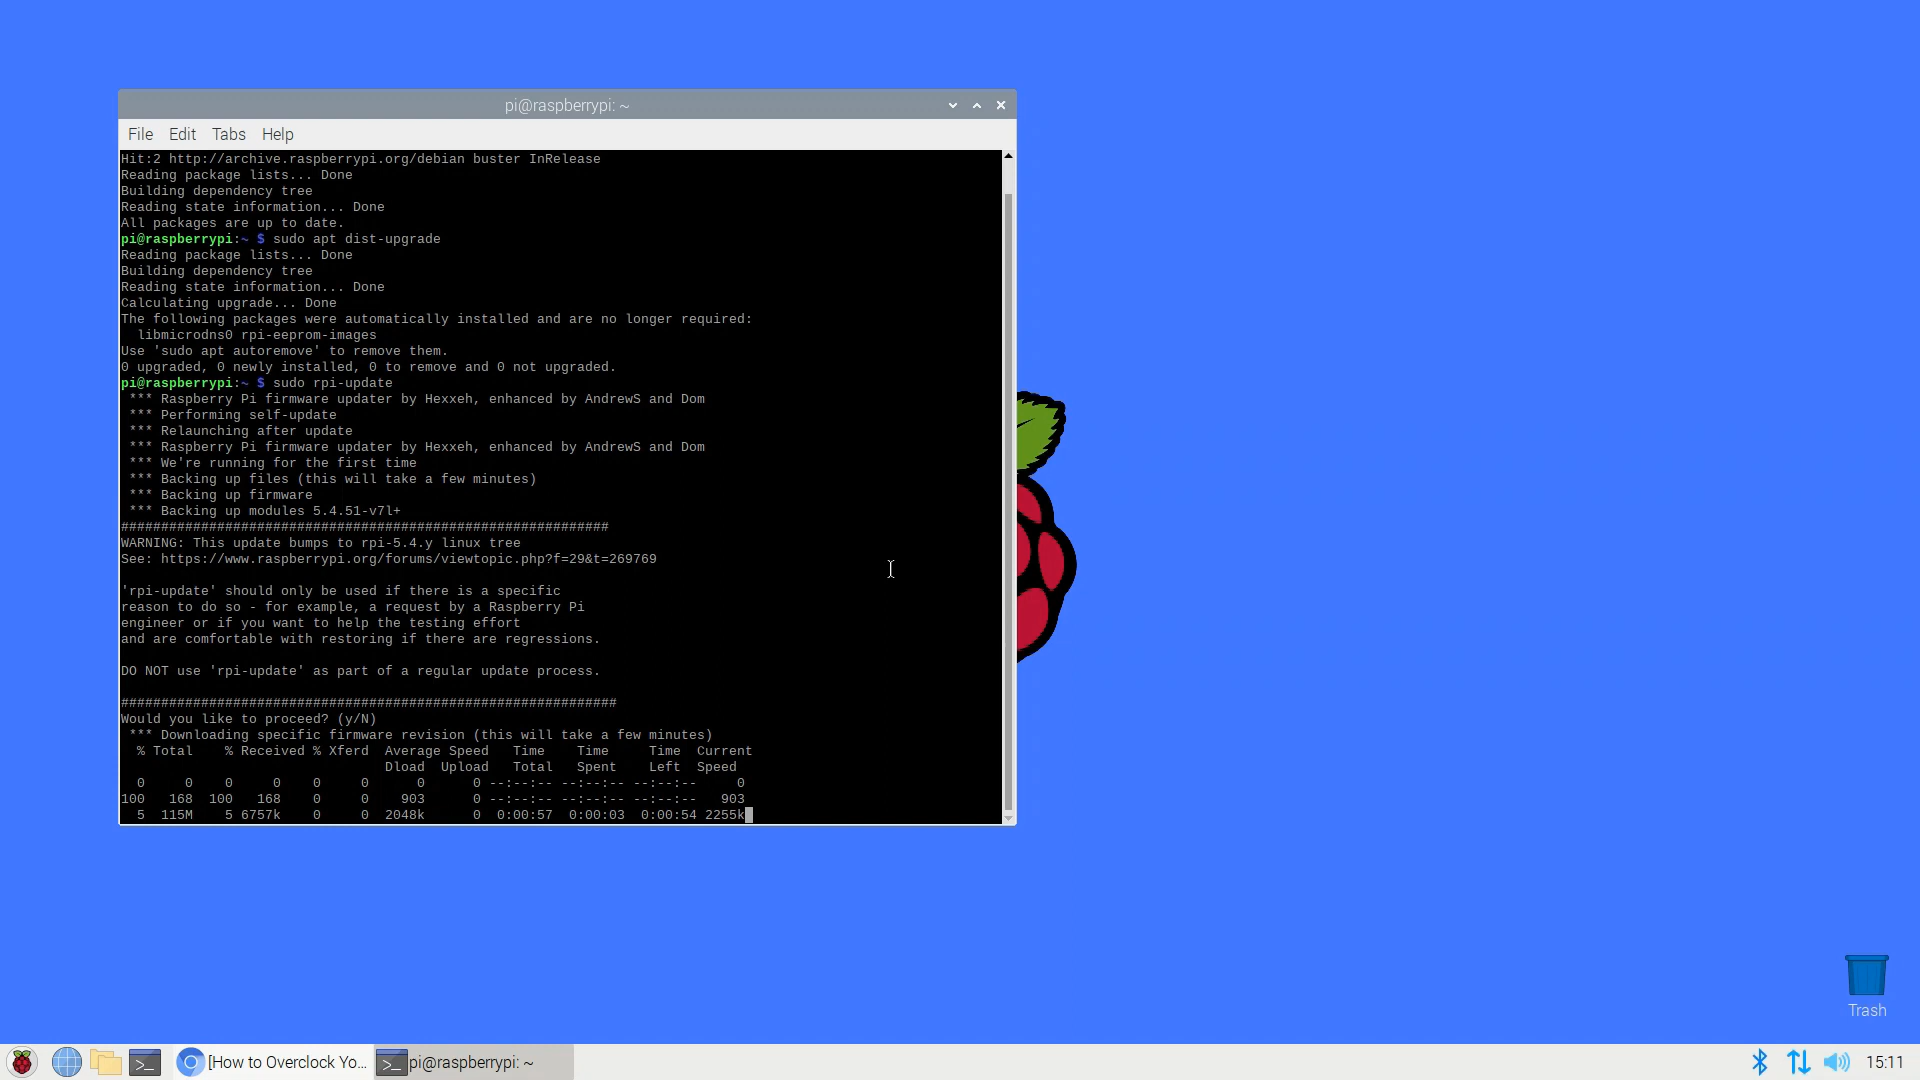 pi@raspberrypi: ~
File Edit Tabs Help
Hit:2 http://archive.raspberrypi.org/debian buster InRelease
Reading package lists... Done
Building dependency tree
Reading state information... Done
All packages are up to date.
pi@raspberrypi:~ $ sudo apt dist-upgrade
Reading package lists... Done
Building dependency tree
Reading state information... Done
Calculating upgrade... Done
The following packages were automatically installed and are no longer required:
  libmicrodns0 rpi-eeprom-images
Use 'sudo apt autoremove' to remove them.
0 upgraded, 0 newly installed, 0 to remove and 0 not upgraded.
pi@raspberrypi:~ $ sudo rpi-update
 *** Raspberry Pi firmware updater by Hexxeh, enhanced by AndrewS and Dom
 *** Performing self-update
 *** Relaunching after update
 *** Raspberry Pi firmware updater by Hexxeh, enhanced by AndrewS and Dom
 *** We're running for the first time
 *** Backing up files (this will take a few minutes)
 *** Backing up firmware
 *** Backing up modules 5.4.51-v7l+
#############################################################
WARNING: This update bumps to rpi-5.4.y linux tree
See: https://www.raspberrypi.org/forums/viewtopic.php?f=29&t=269769
'rpi-update' should only be used if there is a specific
reason to do so - for example, a request by a Raspberry Pi
engineer or if you want to help the testing effort
and are comfortable with restoring if there are regressions.
DO NOT use 'rpi-update' as part of a regular update process.
##############################################################
Would you like to proceed? (y/N)
 *** Downloading specific firmware revision (this will take a few minutes)
  % Total    % Received % Xferd  Average Speed   Time    Time     Time  Current
                                 Dload  Upload   Total   Spent    Left  Speed
  0     0    0     0    0     0      0      0 --:--:-- --:--:-- --:--:--     0
100   168  100   168    0     0    903      0 --:--:-- --:--:-- --:--:--   903
  5  115M    5 6757k    0     0  2048k      0  0:00:57  0:00:03  0:00:54 2255k
Trash
[How to Overclock Yo... pi@raspberrypi: ~ 15:11